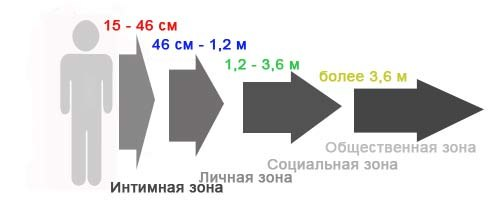 15 - 46 см
46 см - 1,2 м
1,2 - 3,6 м
более 3,6 м
Общественная зона
Социальная зона
Личная зона
Интимная зона